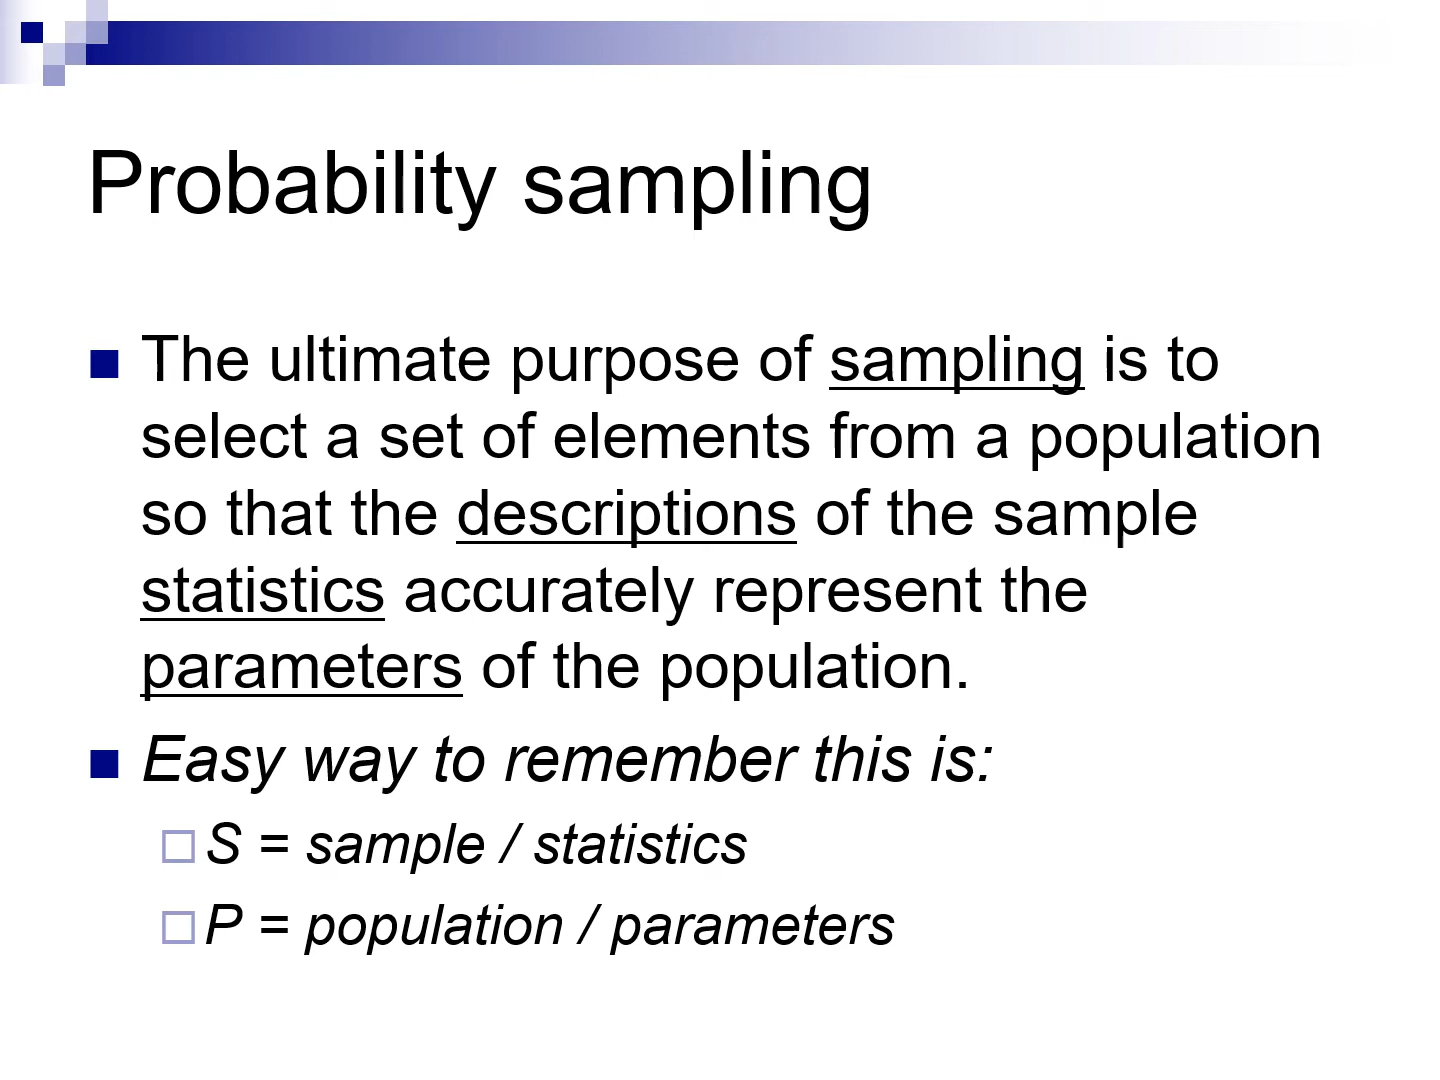 Probability sampling
The ultimate purpose of sampling is to
select a set of elements from a population
so that the descriptions of the sample
statistics accurately represent the
parameters of the population.
Easy way to remember this is:
S = sample / statistics
P = population / parameters